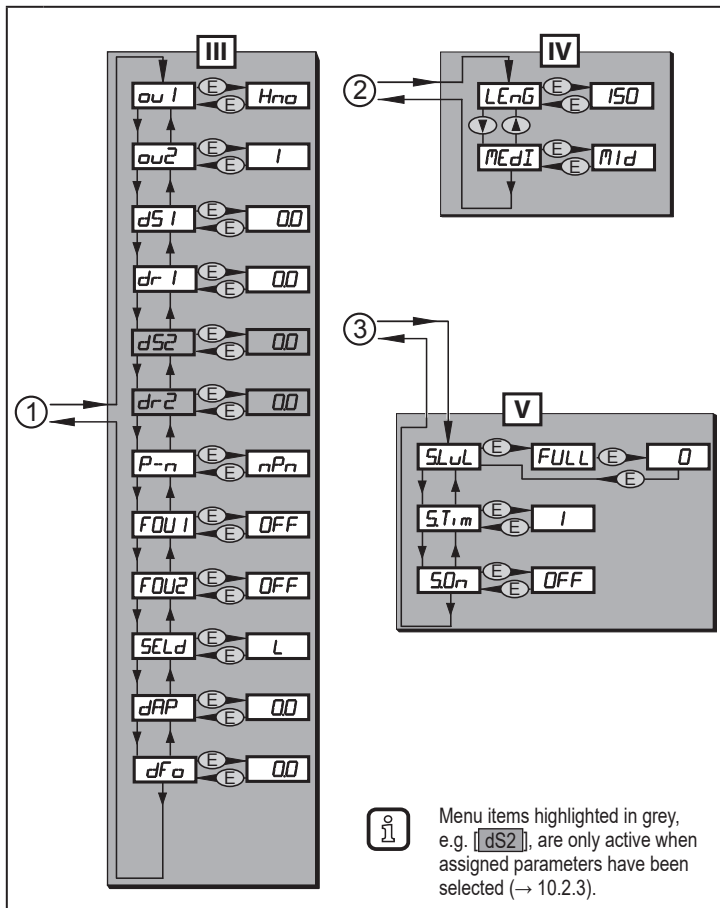 III
ou1 E E Hno
ou2 E E 1
dS1 E E 0.0
dr1 E E 0.0
dS2 E E 0.0
dr2 E E 0.0
1
P-n E E nPn
FOU1 E E OFF
FOU2 E E OFF
SELd E E L
dAP E E 0.0
dFo E E 0.0
IV
2
LEnG E E 150
MEdI E E MId
3
V
S.LvL E FULL E 0
E
S.Tim E E 1
S.On E E OFF
i
Menu items highlighted in grey,
e.g. [ dS2 ], are only active when
assigned parameters have been
selected (→ 10.2.3).